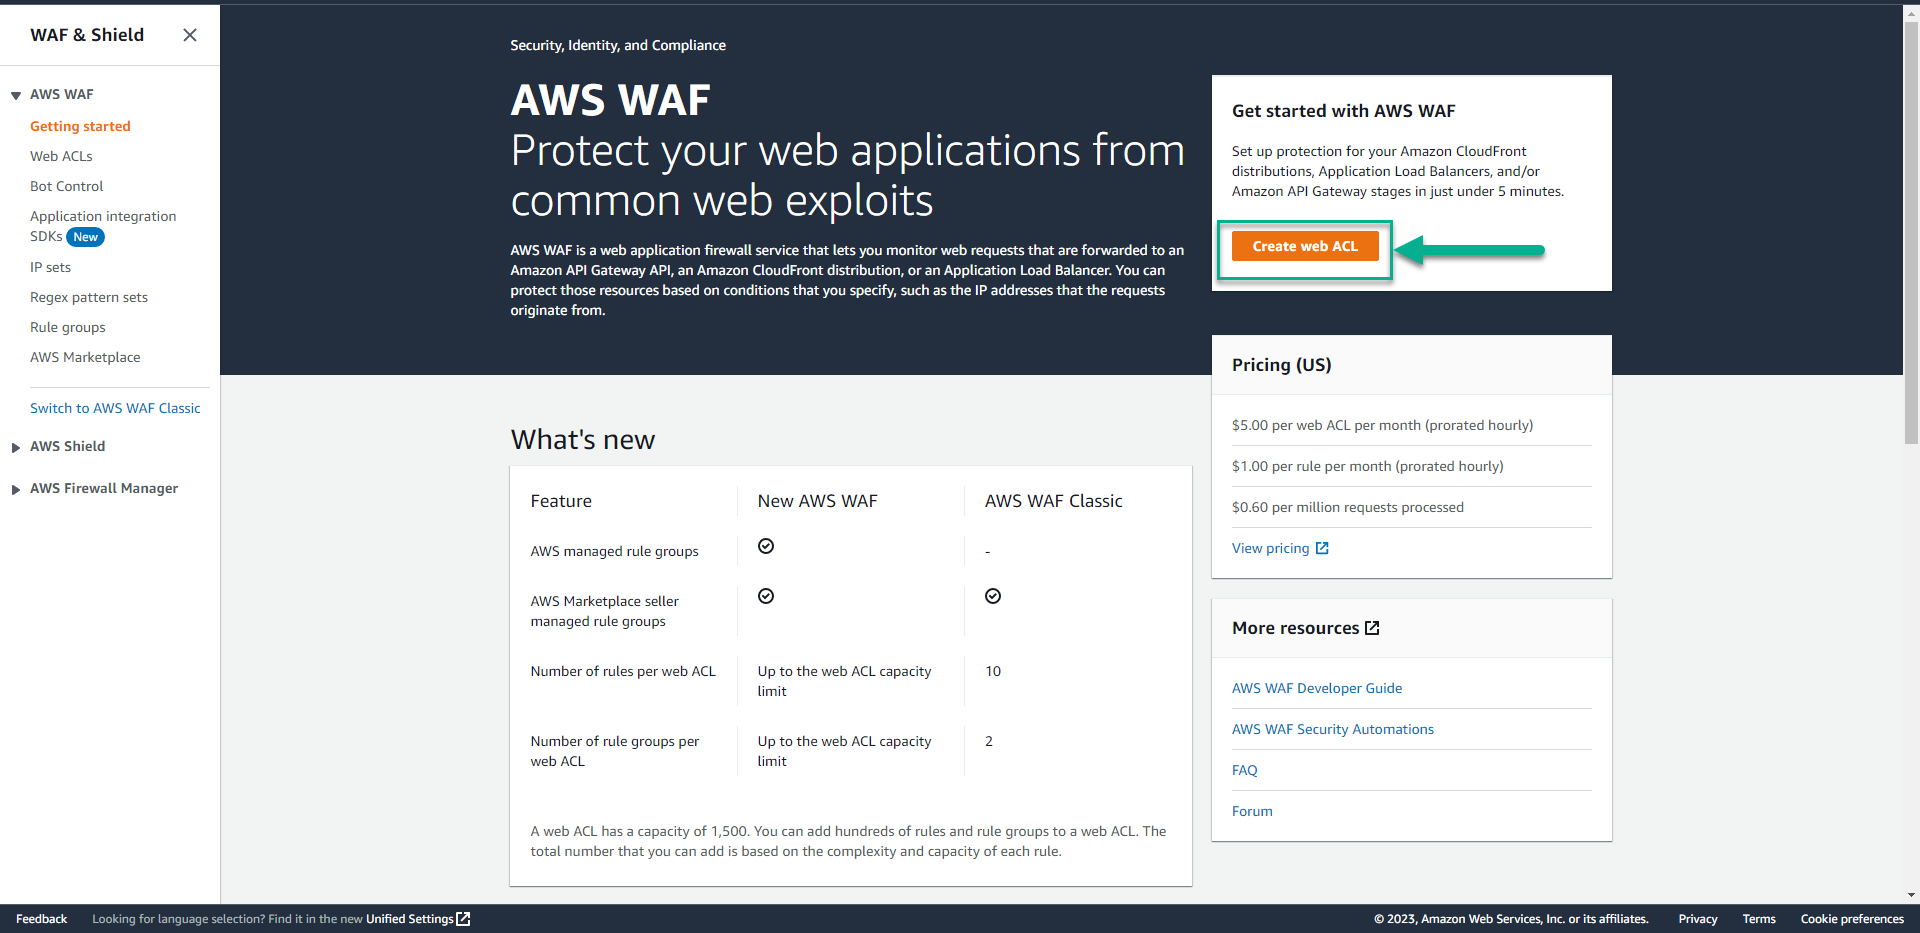 WAF & Shield
AWS WAF
Getting started
Web ACLs
Bot Control
Application integration
SDKs New
IP sets
Regex pattern sets
Rule groups
AWS Marketplace
Switch to AWS WAF Classic
AWS Shield
AWS Firewall Manager
Security, Identity, and Compliance
AWS WAF
Protect your web applications from
common web exploits
AWS WAF is a web application firewall service that lets you monitor web requests that are forwarded to an
Amazon API Gateway API, an Amazon CloudFront distribution, or an Application Load Balancer. You can
protect those resources based on conditions that you specify, such as the IP addresses that the requests
originate from.
Get started with AWS WAF
Set up protection for your Amazon CloudFront
distributions, Application Load Balancers, and/or
Amazon API Gateway stages in just under 5 minutes.
Create web ACL
Pricing (US)
$5.00 per web ACL per month (prorated hourly)
$1.00 per rule per month (prorated hourly)
$0.60 per million requests processed
View pricing
More resources
AWS WAF Developer Guide
AWS WAF Security Automations
FAQ
Forum
What's new
Feature New AWS WAF AWS WAF Classic
AWS managed rule groups -
AWS Marketplace seller
managed rule groups
Number of rules per web ACL Up to the web ACL capacity 10
limit
Number of rule groups per Up to the web ACL capacity 2
web ACL limit
A web ACL has a capacity of 1,500. You can add hundreds of rules and rule groups to a web ACL. The
total number that you can add is based on the complexity and capacity of each rule.
Feedback Looking for language selection? Find it in the new Unified Settings © 2023, Amazon Web Services, Inc. or its affiliates. Privacy Terms Cookie preferences